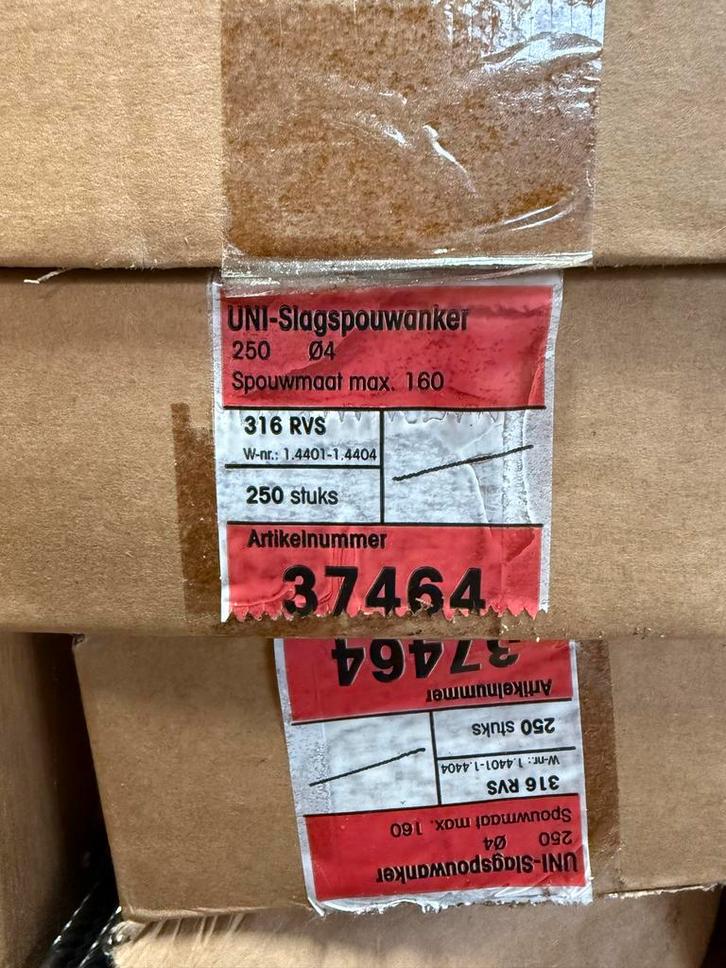 UNI-Slagspouwanker
250 Ø4
Spouwmaat max. 160
316 RVS
W-nr.: 1.4401-1.4404
250 stuks
Artikelnummer
37464
37464
Artikelnummer
250 stuks
W-nr.: 1.4401-1.4404
316 RVS
Spouwmaat max. 160
250 Ø4
UNI-Slagspouwanker